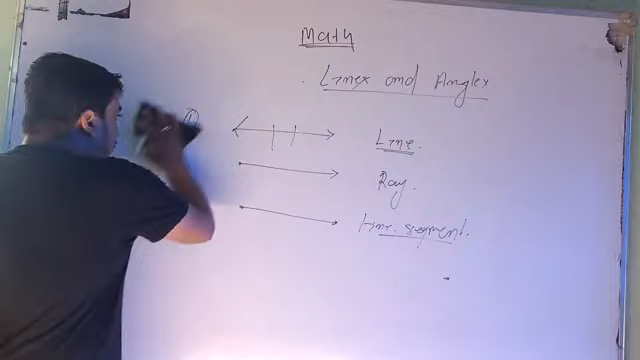 Math
Lines and Angles
Line.
Ray.
Line segment.